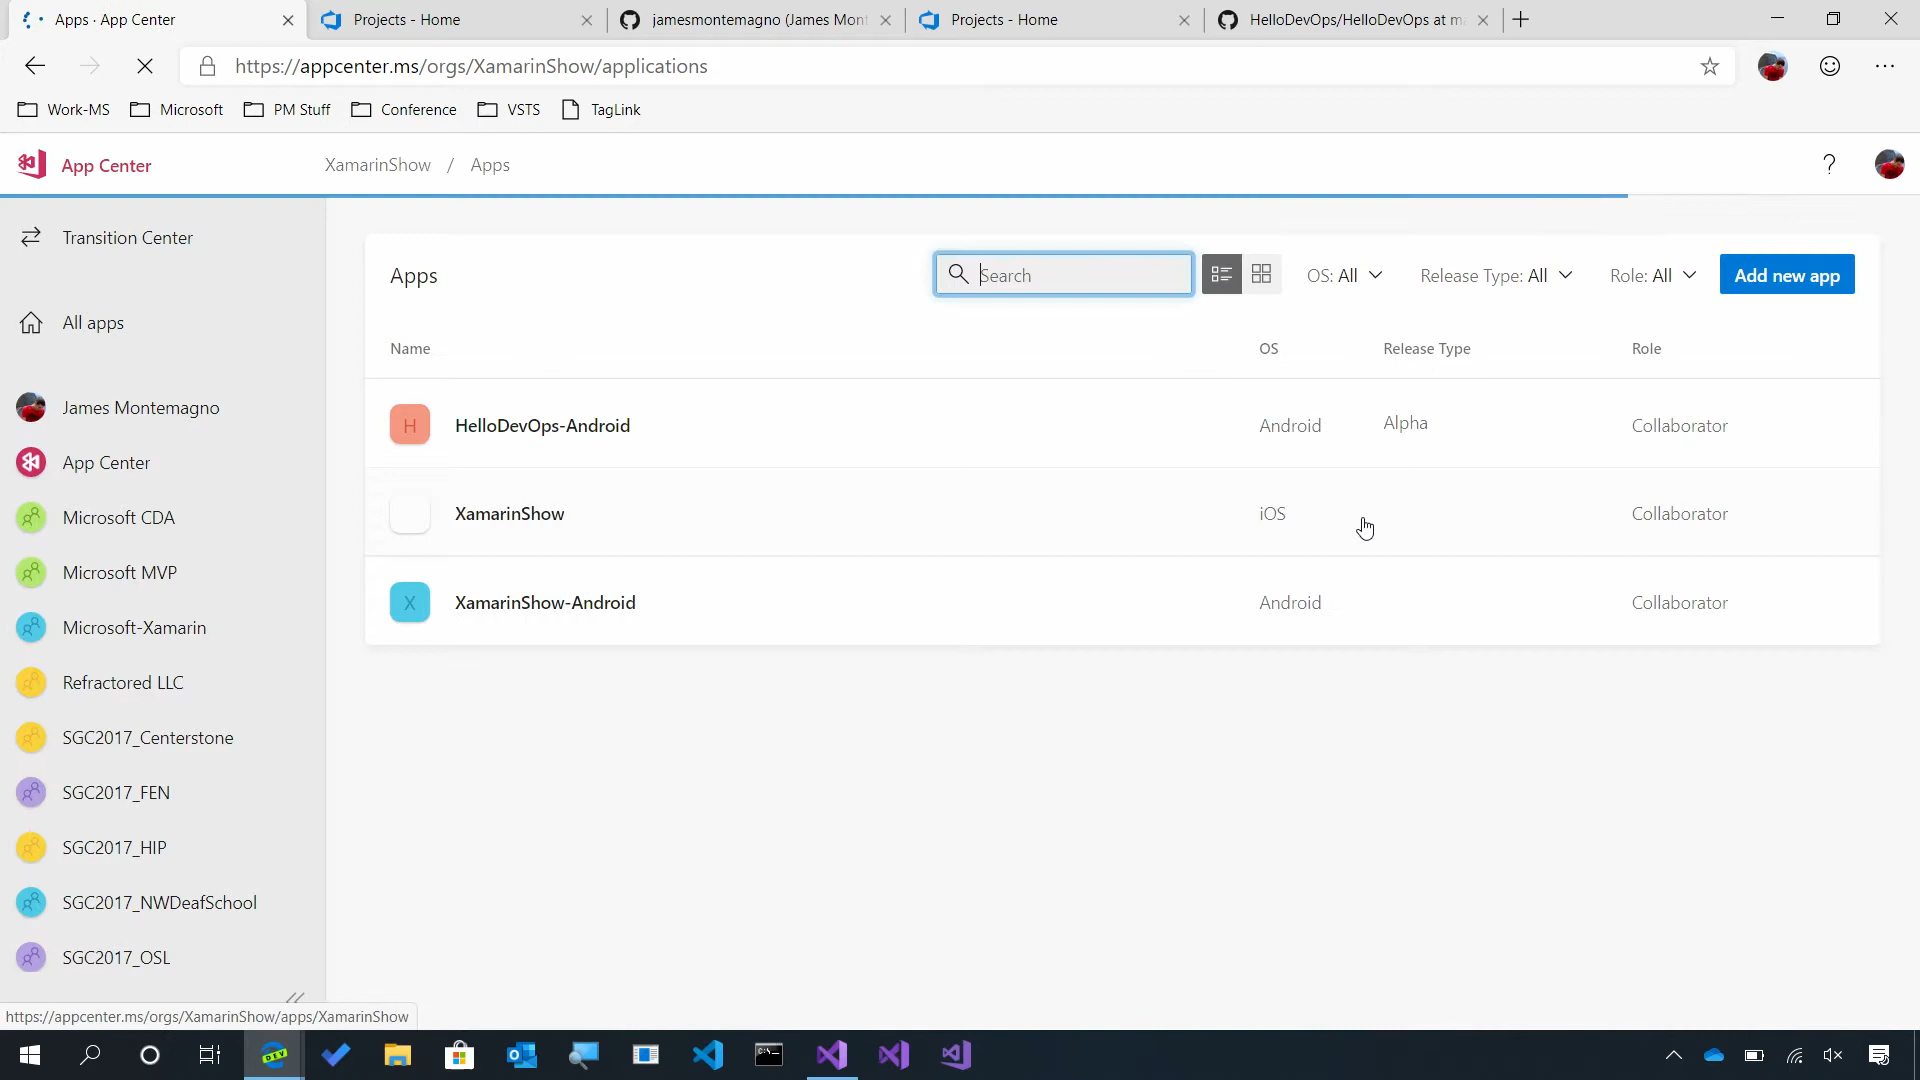 Apps · App Center
Projects - Home
jamesmontemagno (James Mont
Projects - Home
HelloDevOps/HelloDevOps at m
https://appcenter.ms/orgs/XamarinShow/applications
Work-MS
Microsoft
PM Stuff
Conference
VSTS
TagLink
App Center
XamarinShow / Apps
?
Transition Center
All apps
James Montemagno
App Center
Microsoft CDA
Microsoft MVP
Microsoft-Xamarin
Refractored LLC
SGC2017_Centerstone
SGC2017_FEN
SGC2017_HIP
SGC2017_NWDeafSchool
SGC2017_OSL
Apps
Search
OS: All
Release Type: All
Role: All
Add new app
Name
OS
Release Type
Role
H
HelloDevOps-Android
Android
Alpha
Collaborator
XamarinShow
iOS
Collaborator
X
XamarinShow-Android
Android
Collaborator
https://appcenter.ms/orgs/XamarinShow/apps/XamarinShow
DEV